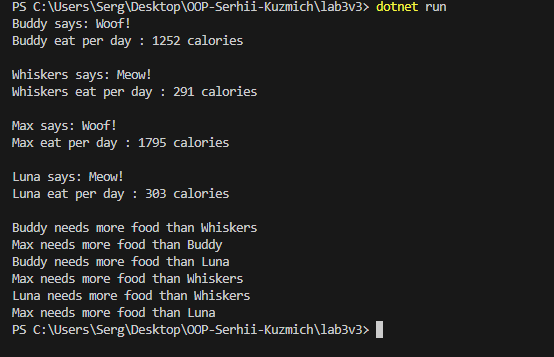 PS C:\Users\Serg\Desktop\OOP-Serhii-Kuzmich\lab3v3> dotnet run
Buddy says: Woof!
Buddy eat per day : 1252 calories
Whiskers says: Meow!
Whiskers eat per day : 291 calories
Max says: Woof!
Max eat per day : 1795 calories
Luna says: Meow!
Luna eat per day : 303 calories
Buddy needs more food than Whiskers
Max needs more food than Buddy
Buddy needs more food than Luna
Max needs more food than Whiskers
Luna needs more food than Whiskers
Max needs more food than Luna
PS C:\Users\Serg\Desktop\OOP-Serhii-Kuzmich\lab3v3>